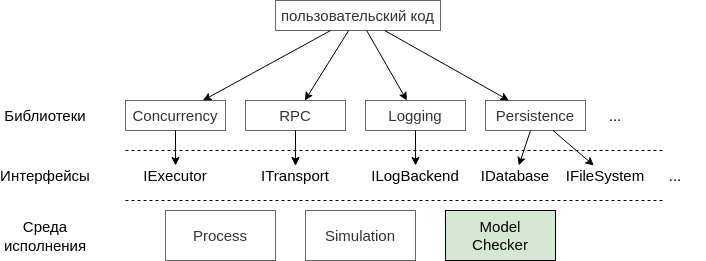 пользовательский код
Библиотеки Concurrency RPC Logging Persistence ...
Интерфейсы IExecutor ITransport ILogBackend IDatabase IFileSystem ...
Среда
исполнения
Process
Simulation
Model
Checker